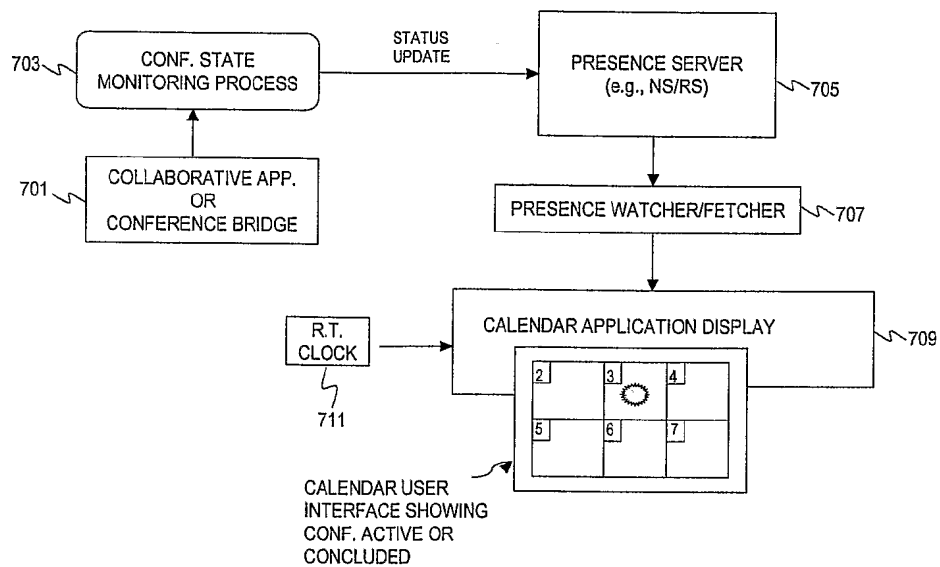 703
CONF. STATE
MONITORING PROCESS
STATUS
UPDATE
PRESENCE SERVER
(e.g., NS/RS)
705
701
COLLABORATIVE APP.
OR
CONFERENCE BRIDGE
PRESENCE WATCHER/FETCHER
707
R.T.
CLOCK
711
CALENDAR APPLICATION DISPLAY
709
2 3 4
5 6 7
CALENDAR USER
INTERFACE SHOWING
CONF. ACTIVE OR
CONCLUDED